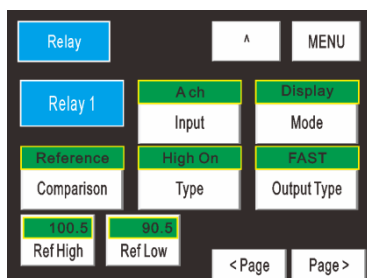 Relay
^
MENU
Relay 1
A ch
Input
Display
Mode
Reference
Comparison
High On
Type
FAST
Output Type
100.5
Ref High
90.5
Ref Low
< Page
Page >